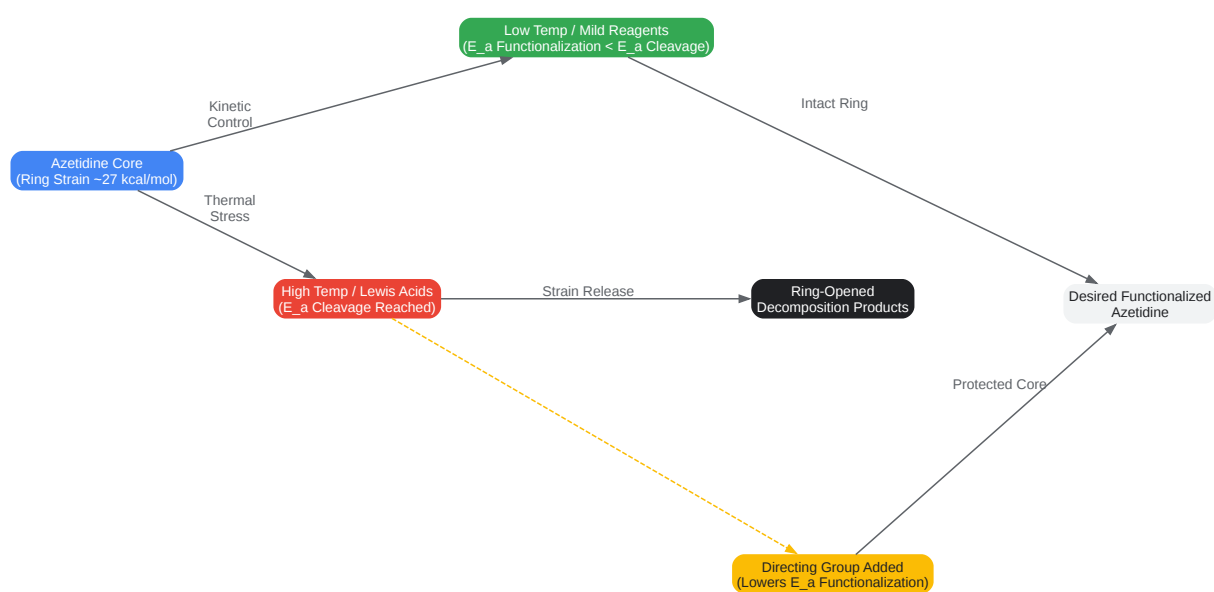 Low Temp / Mild Reagents
(E_a Functionalization < E_a Cleavage)
Kinetic
Control
Intact Ring
Azetidine Core
(Ring Strain ~27 kcal/mol)
Thermal
Stress
High Temp / Lewis Acids
(E_a Cleavage Reached)
Strain Release
Ring-Opened
Decomposition Products
Desired Functionalized
Azetidine
Protected Core
Directing Group Added
(Lowers E_a Functionalization)